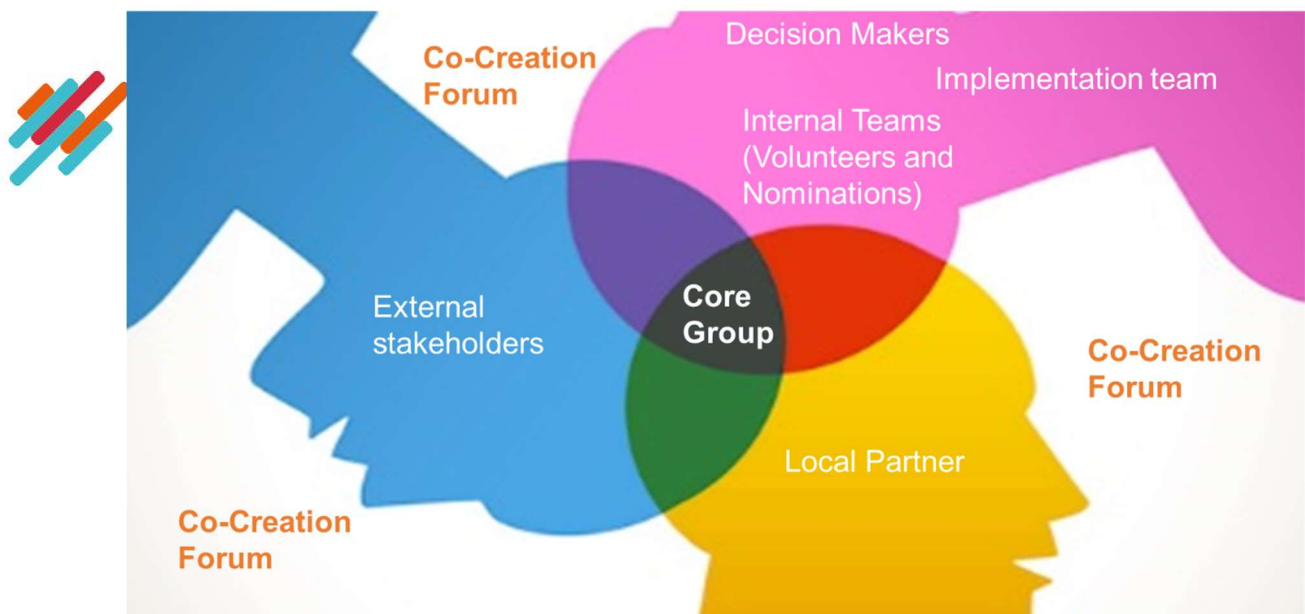 Decision Makers
Co-Creation
Forum
Implementation team
Internal Teams
(Volunteers and
Nominations)
External
stakeholders
Core
Group
Co-Creation
Forum
Local Partner
Co-Creation
Forum